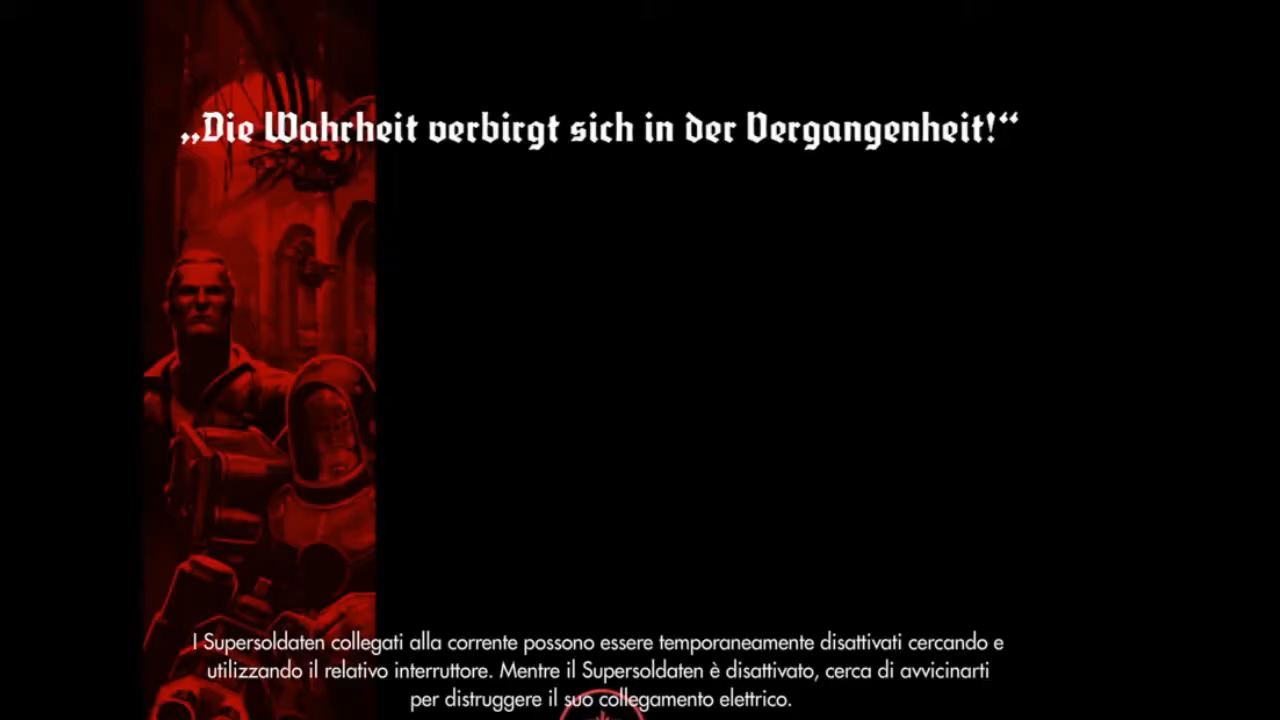 „Die Wahrheit verbirgt sich in der Vergangenheit!“
I Supersoldaten collegati alla corrente possono essere temporaneamente disattivati cercando e
utilizzando il relativo interruttore. Mentre il Supersoldaten è disattivato, cerca di avvicinarti
per distruggere il suo collegamento elettrico.